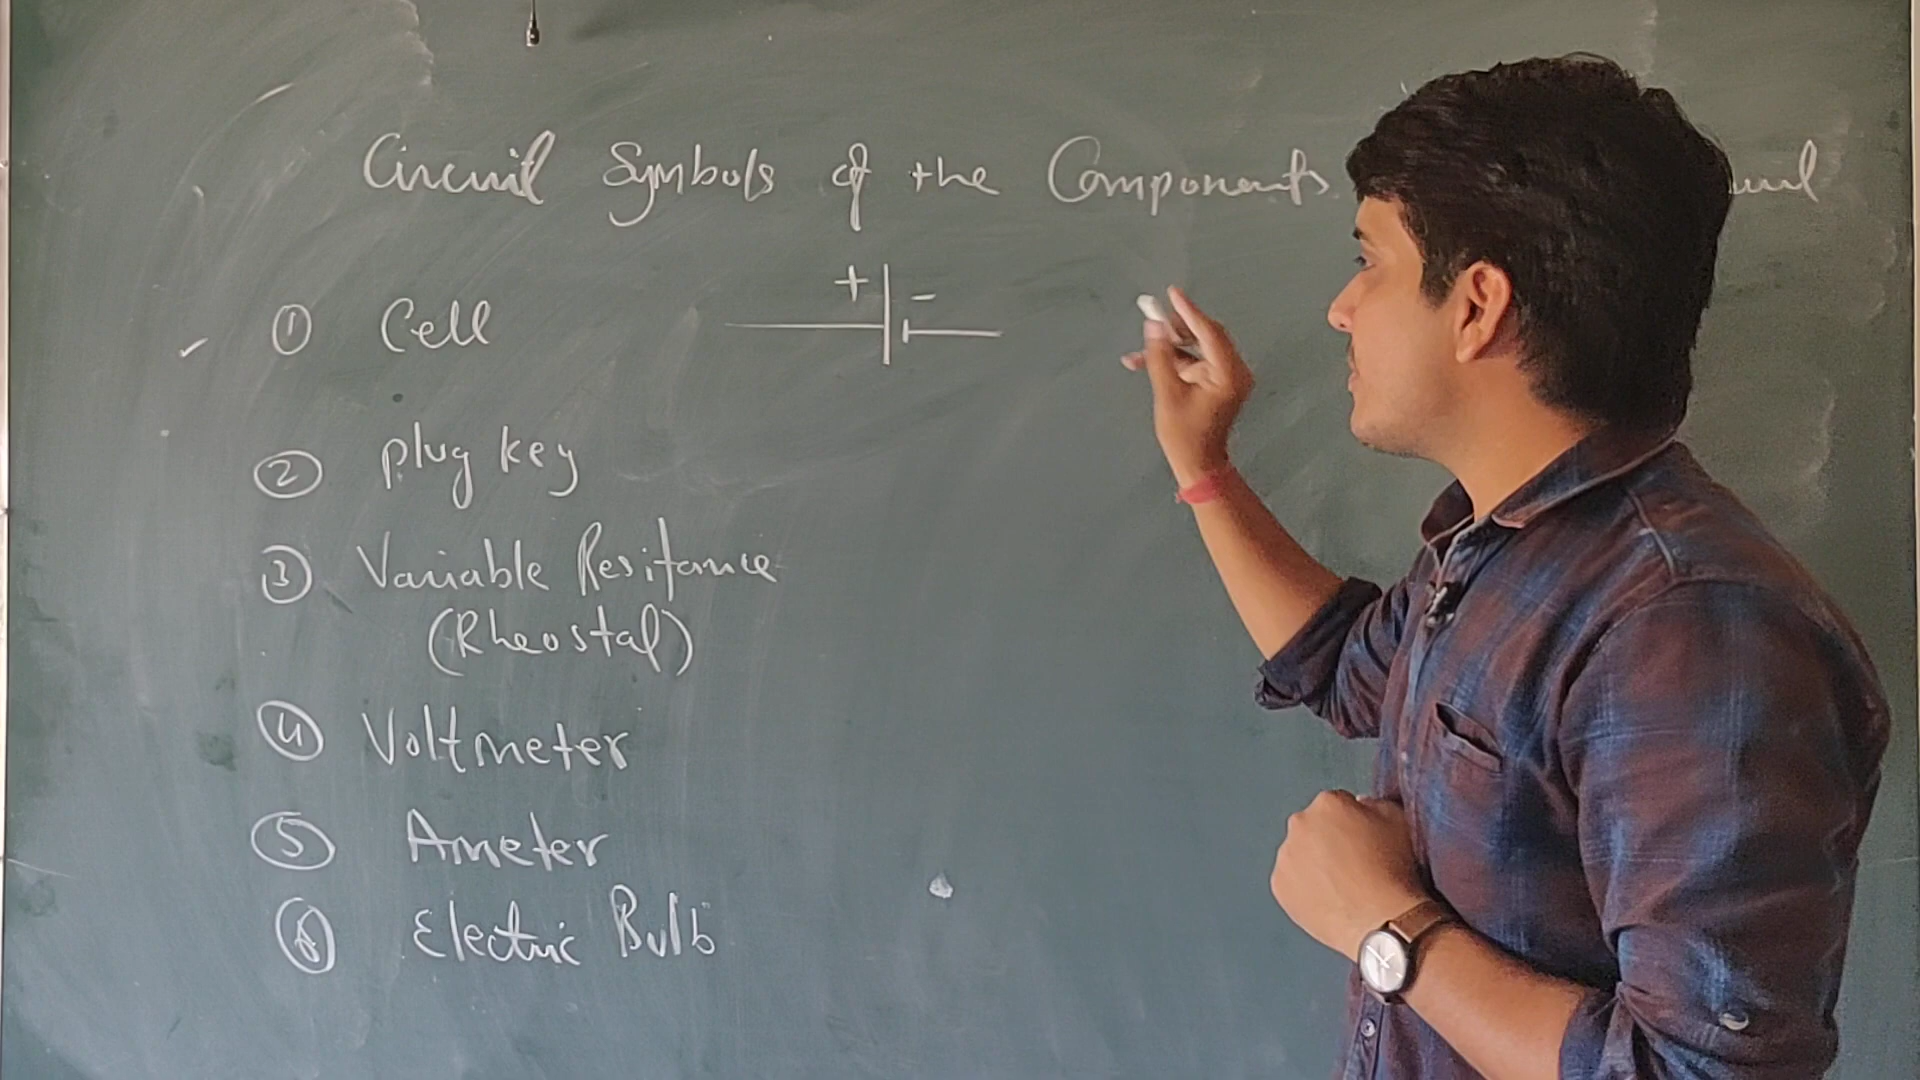 Circuit Symbols of the Components
① Cell + -
② Plug key
③ Variable Resitance
(Rheostat)
④ Voltmeter
⑤ Ameter
⑥ Electric Bulb